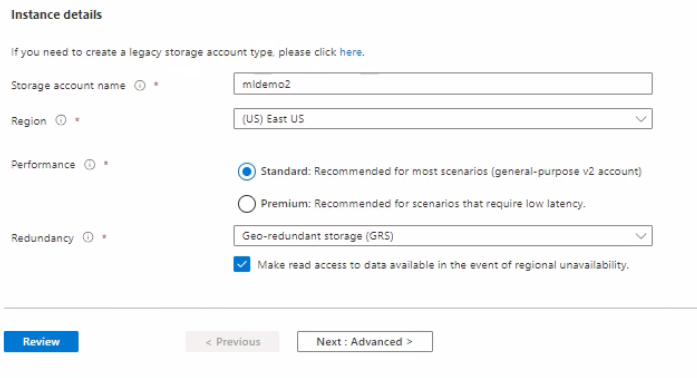 Instance details
If you need to create a legacy storage account type, please click here.
Storage account name * mldemo2
Region * (US) East US
Performance * Standard: Recommended for most scenarios (general-purpose v2 account)
Premium: Recommended for scenarios that require low latency.
Redundancy * Geo-redundant storage (GRS)
Make read access to data available in the event of regional unavailability.
Review < Previous Next : Advanced >